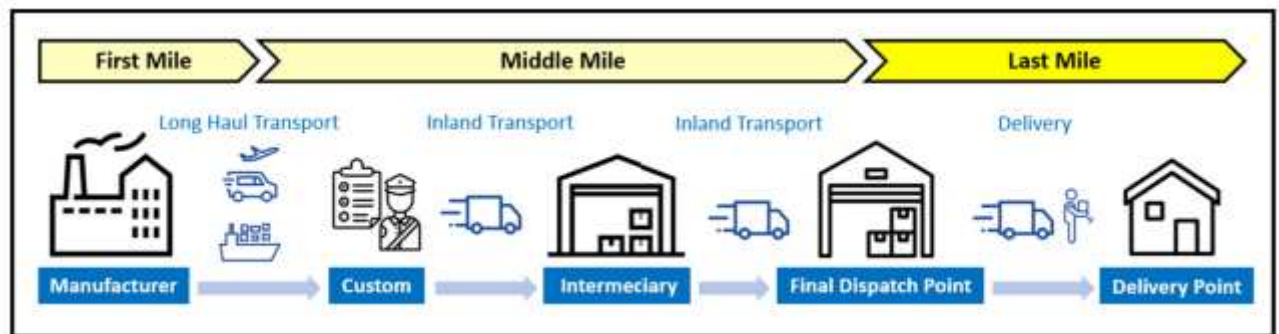 First Mile Middle Mile Last Mile
Long Haul Transport Inland Transport Inland Transport Delivery
Manufacturer Custom Intermeciary Final Dispatch Point Delivery Point